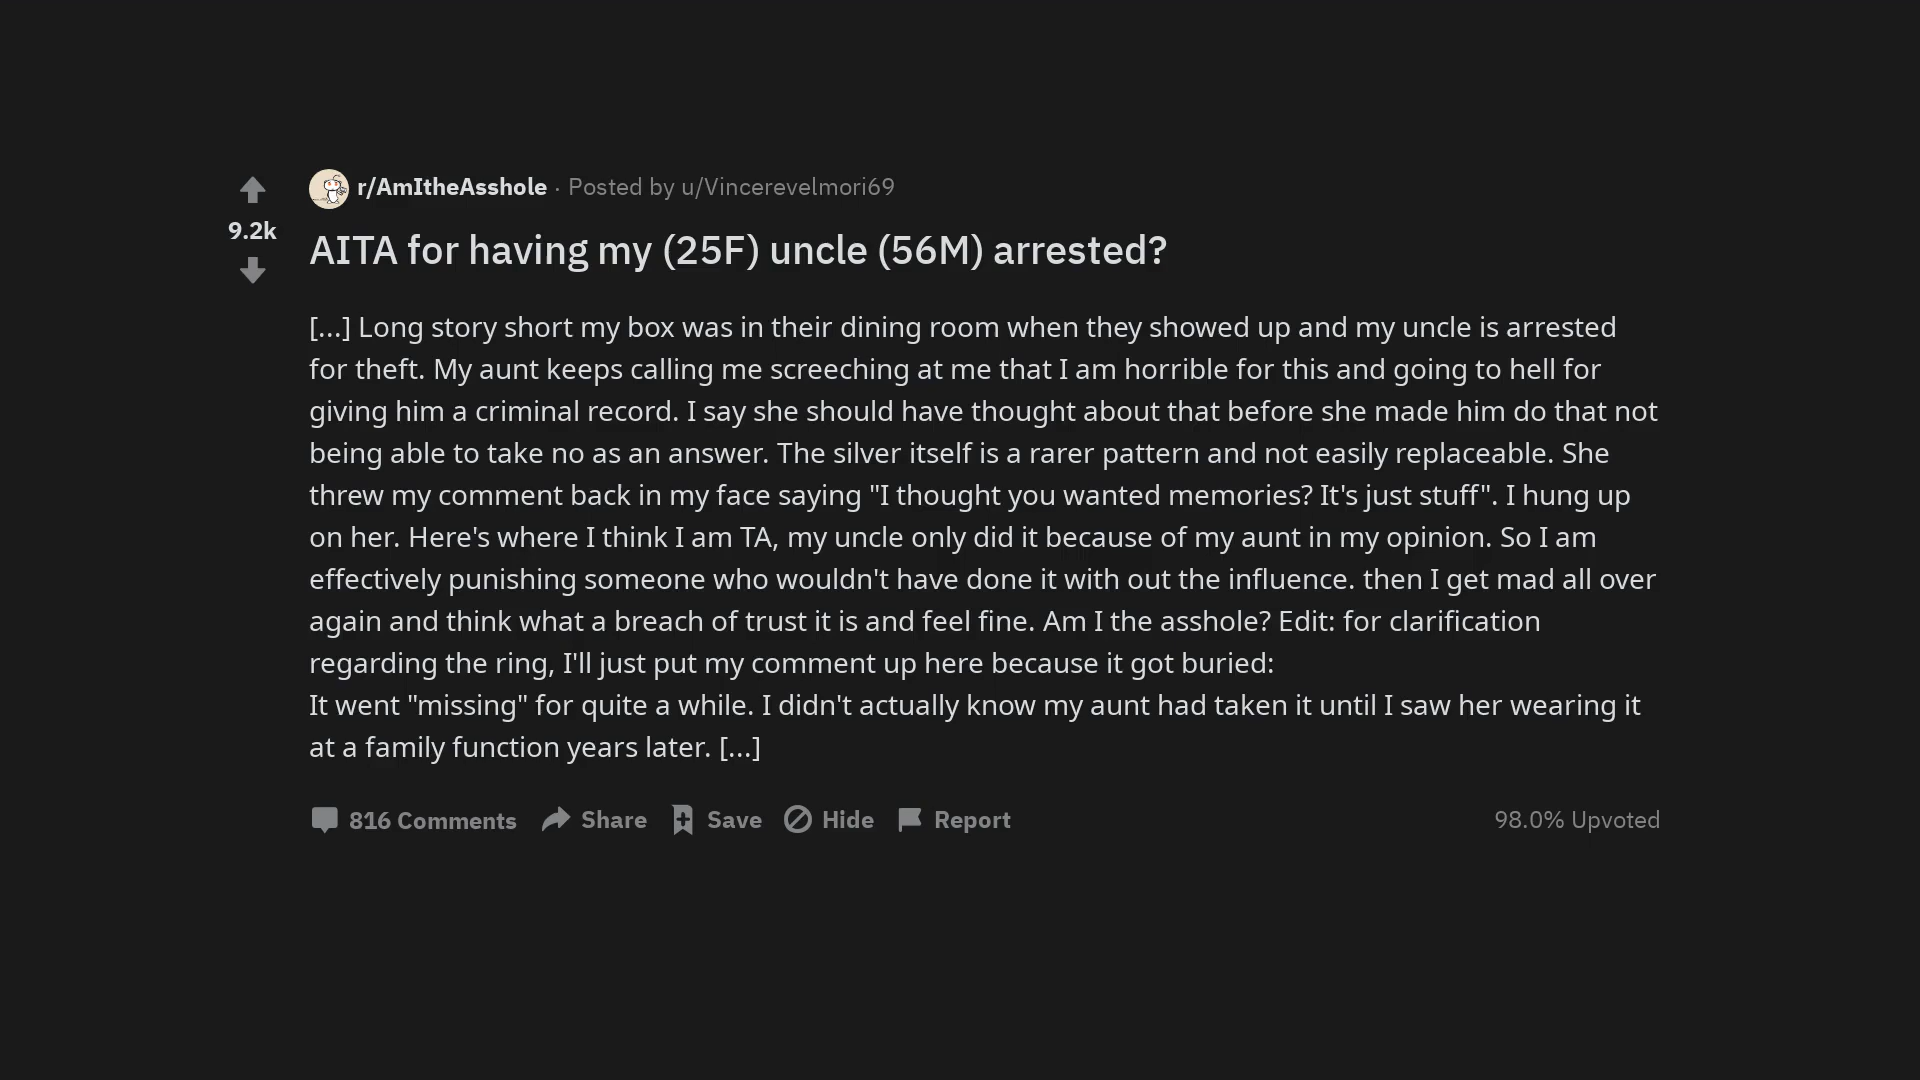 r/AmItheAsshole · Posted by u/Vincerevelmori69
9.2k
AITA for having my (25F) uncle (56M) arrested?
[...] Long story short my box was in their dining room when they showed up and my uncle is arrested
for theft. My aunt keeps calling me screeching at me that I am horrible for this and going to hell for
giving him a criminal record. I say she should have thought about that before she made him do that not
being able to take no as an answer. The silver itself is a rarer pattern and not easily replaceable. She
threw my comment back in my face saying "I thought you wanted memories? It's just stuff". I hung up
on her. Here's where I think I am TA, my uncle only did it because of my aunt in my opinion. So I am
effectively punishing someone who wouldn't have done it with out the influence. then I get mad all over
again and think what a breach of trust it is and feel fine. Am I the asshole? Edit: for clarification
regarding the ring, I'll just put my comment up here because it got buried:
It went "missing" for quite a while. I didn't actually know my aunt had taken it until I saw her wearing it
at a family function years later. [...]
816 Comments Share Save Hide Report 98.0% Upvoted